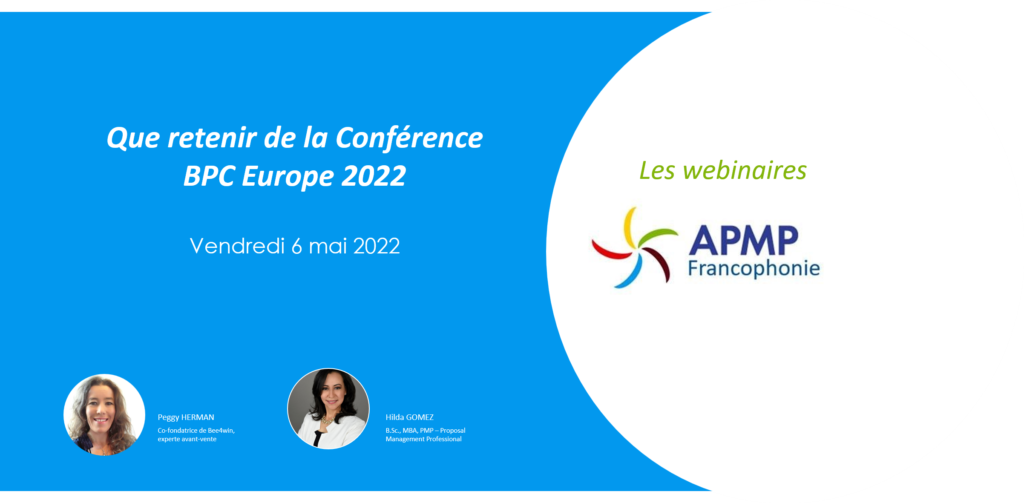 Que retenir de la Conférence
BPC Europe 2022
Vendredi 6 mai 2022
Les webinaires
APMP
Francophonie
Peggy HERMAN
Co-fondatrice de Bee4win,
experte avant-vente
Hilda GOMEZ
B.Sc., MBA, PMP – Proposal
Management Professional